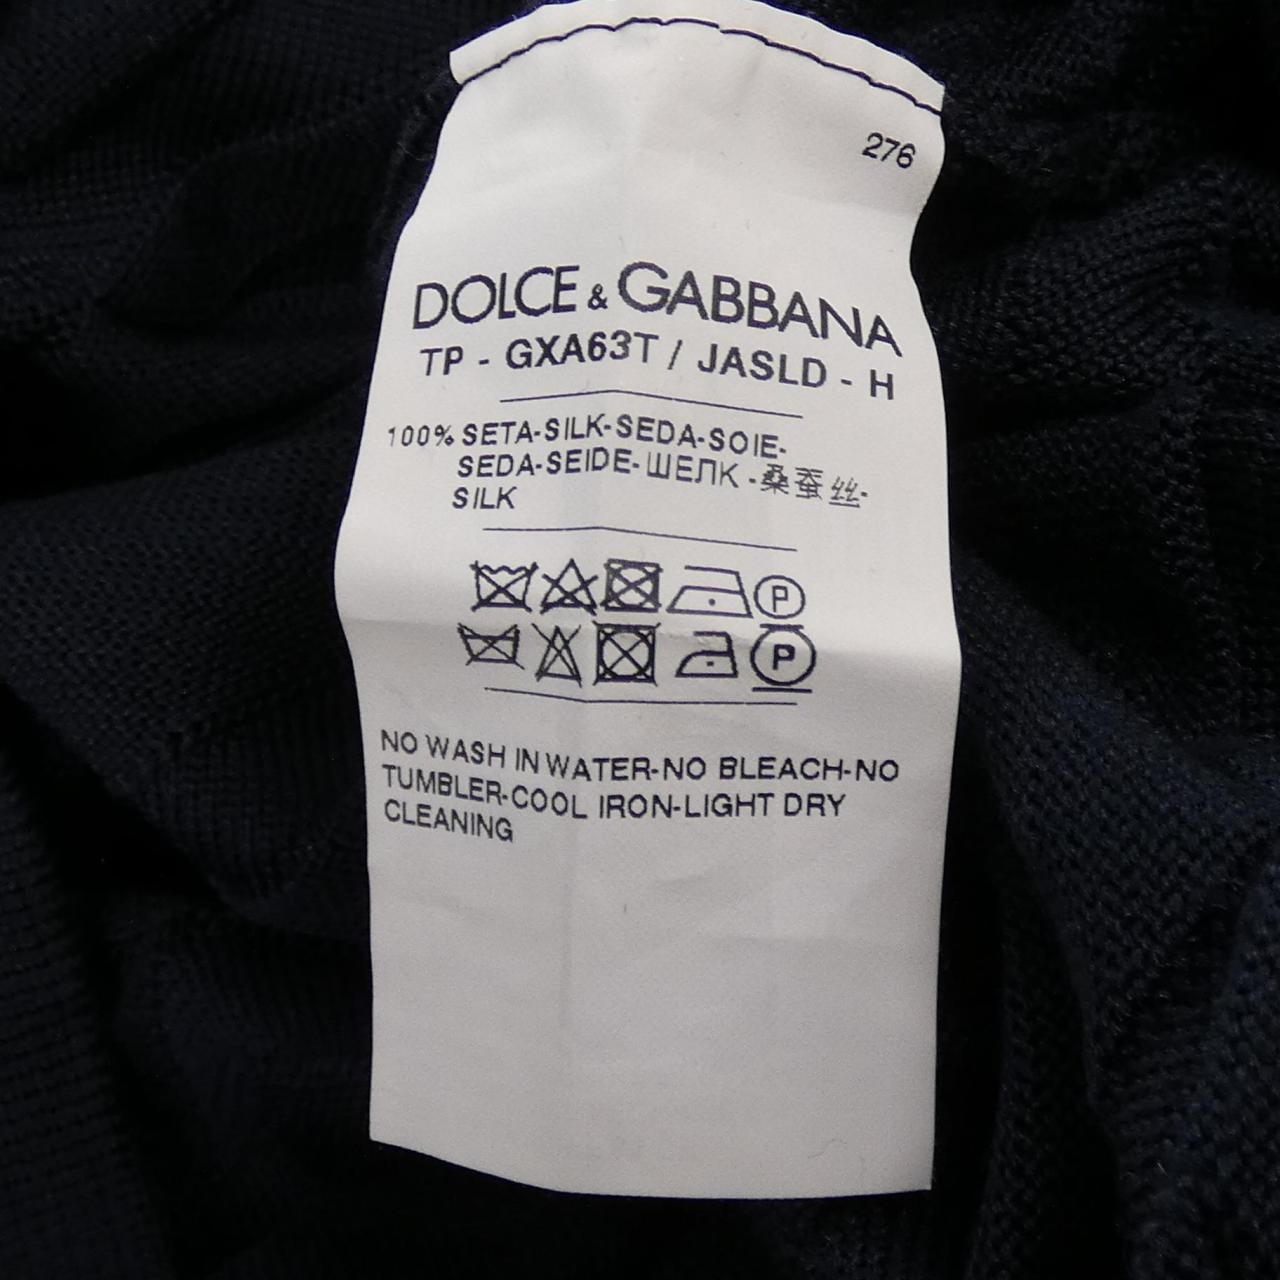 276
DOLCE & GABBANA
TP - GXA63T / JASLD - H
100% SETA-SILK-SEDA-SOIE-
SEDA-SEIDE-ШЕЛК-桑蚕丝-
SILK
P
P
NO WASH IN WATER-NO BLEACH-NO
TUMBLER-COOL IRON-LIGHT DRY
CLEANING